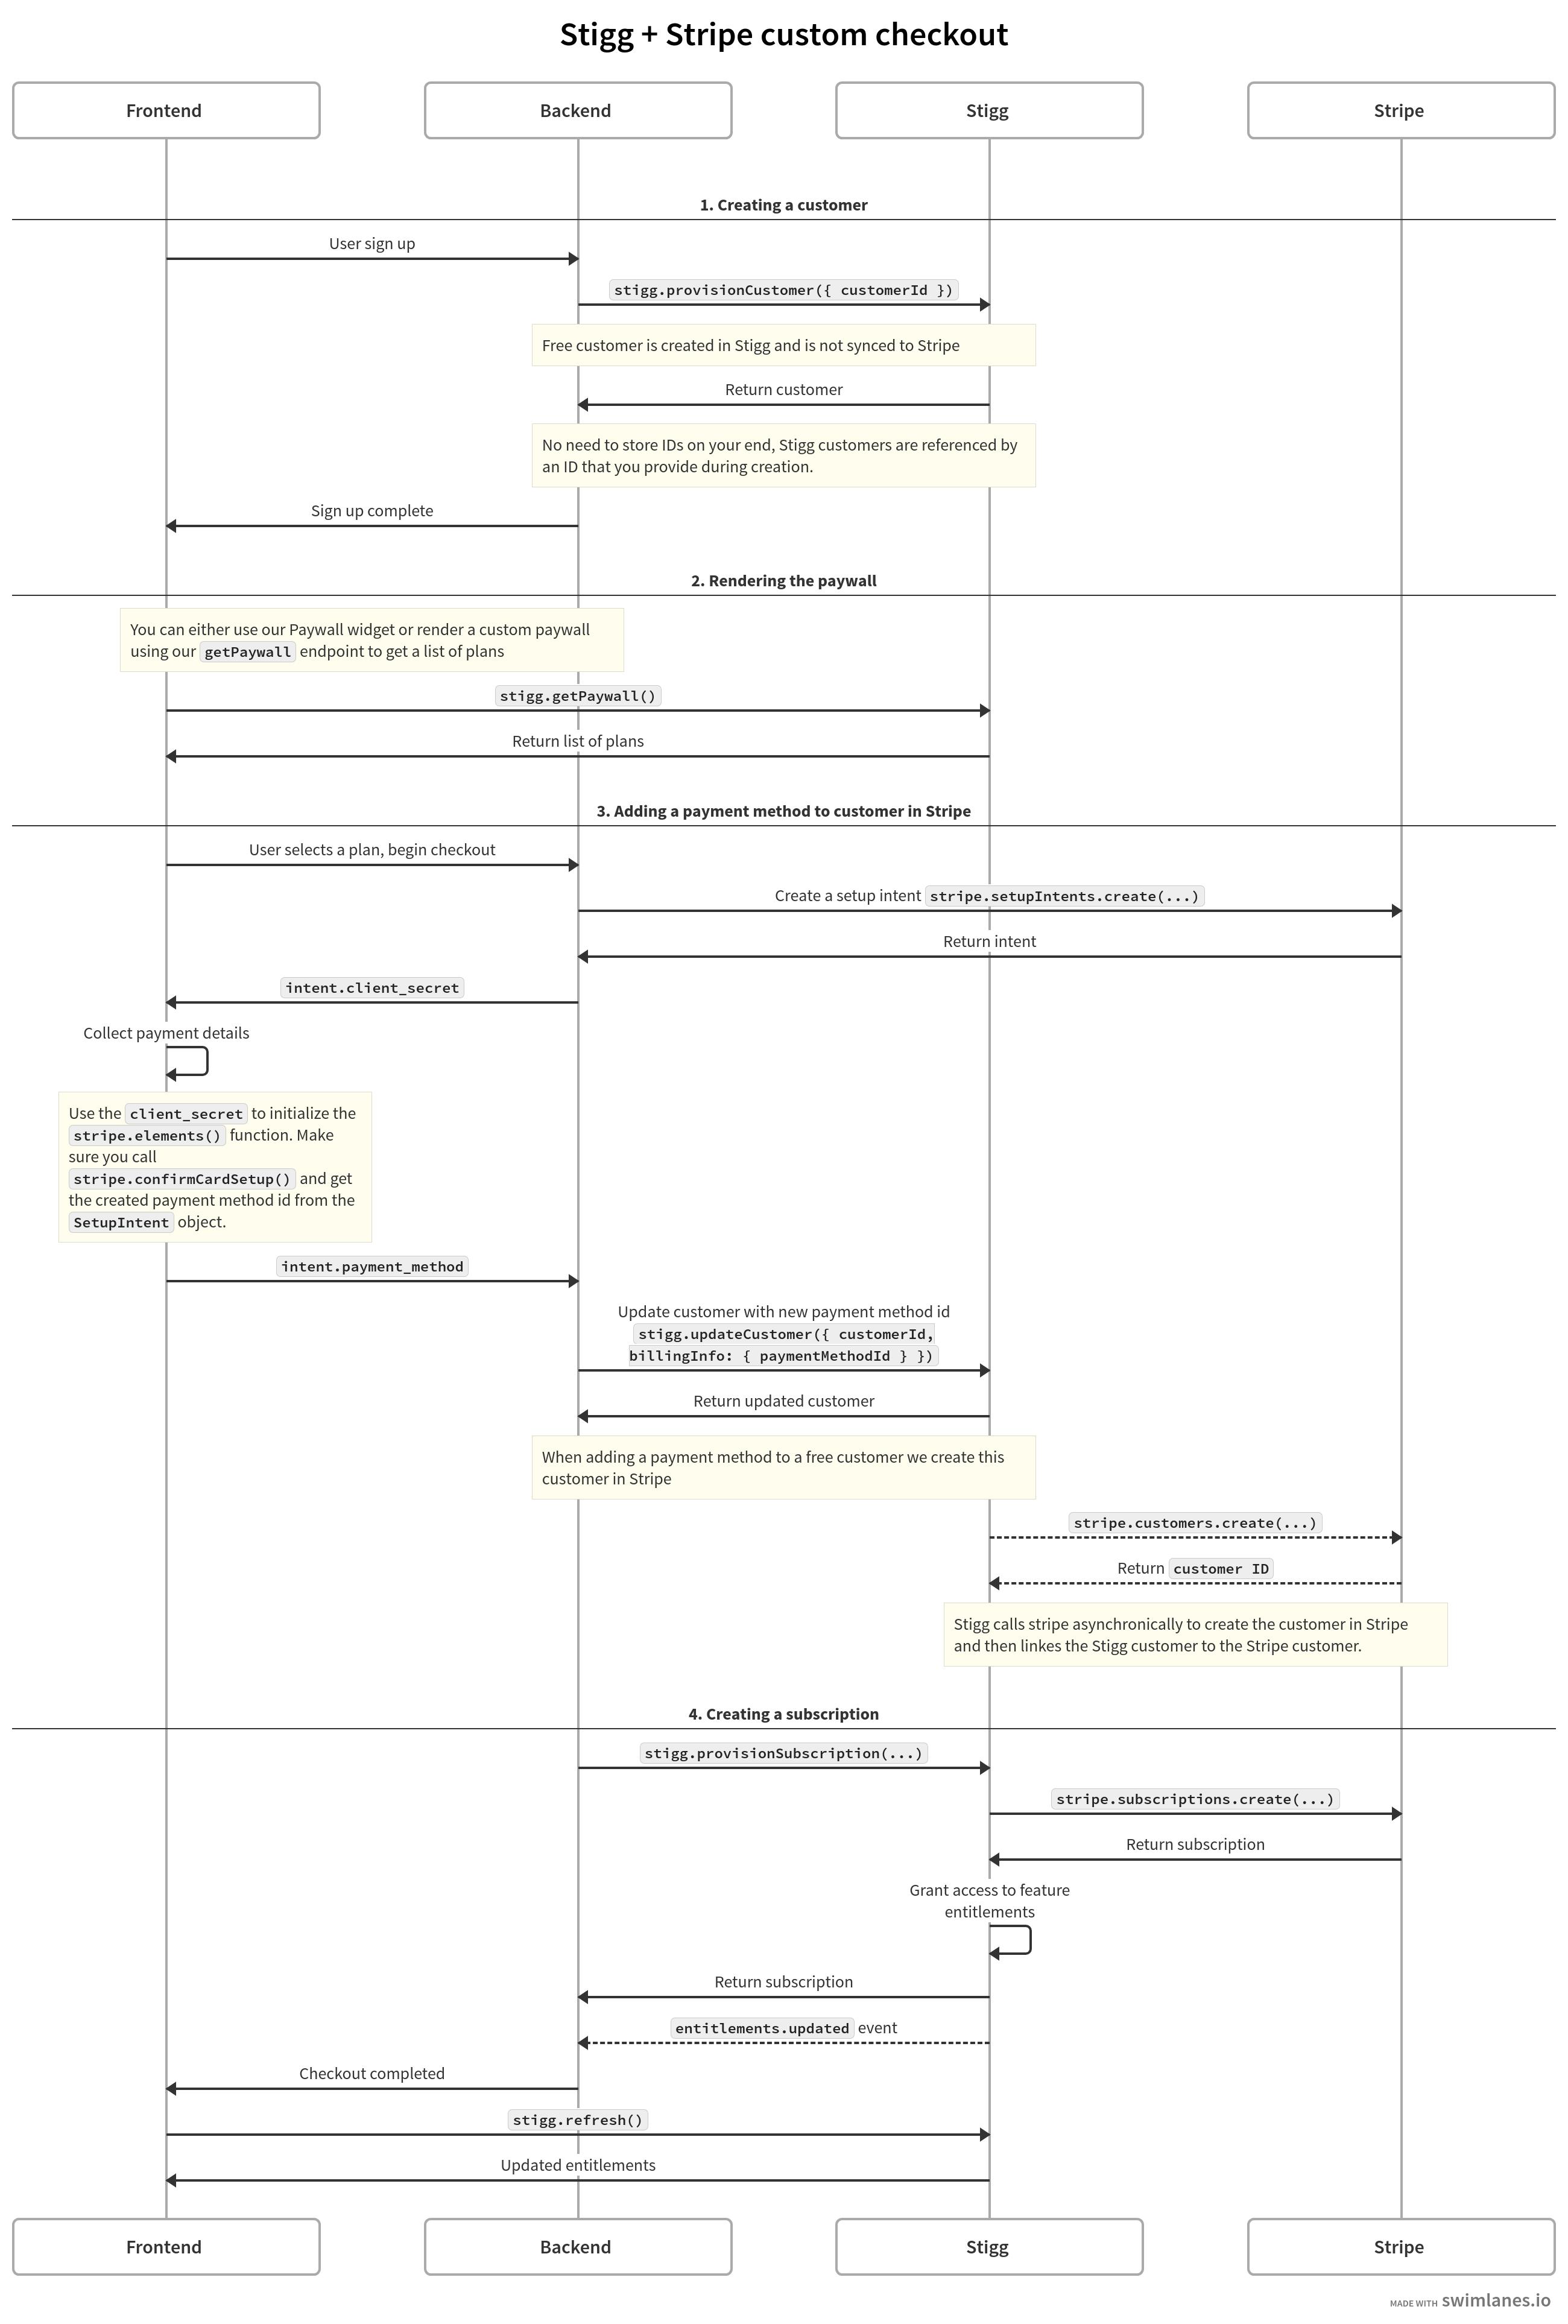 Stigg + Stripe custom checkout
Frontend
Backend
Stigg
Stripe
1. Creating a customer
User sign up
stigg.provisionCustomer({ customerId })
Free customer is created in Stigg and is not synced to Stripe
Return customer
No need to store IDs on your end, Stigg customers are referenced by
an ID that you provide during creation.
Sign up complete
2. Rendering the paywall
You can either use our Paywall widget or render a custom paywall
using our getPaywall endpoint to get a list of plans
stigg.getPaywall()
Return list of plans
3. Adding a payment method to customer in Stripe
User selects a plan, begin checkout
Create a setup intent stripe.setupIntents.create(...)
Return intent
intent.client_secret
Collect payment details
Use the client_secret to initialize the
stripe.elements() function. Make
sure you call
stripe.confirmCardSetup() and get
the created payment method id from the
SetupIntent object.
intent.payment_method
Update customer with new payment method id
stigg.updateCustomer({ customerId,
billingInfo: { paymentMethodId } })
Return updated customer
When adding a payment method to a free customer we create this
customer in Stripe
stripe.customers.create(...)
Return customer ID
Stigg calls stripe asynchronically to create the customer in Stripe
and then linkes the Stigg customer to the Stripe customer.
4. Creating a subscription
stigg.provisionSubscription(...)
stripe.subscriptions.create(...)
Return subscription
Grant access to feature
entitlements
Return subscription
entitlements.updated event
Checkout completed
stigg.refresh()
Updated entitlements
Frontend
Backend
Stigg
Stripe
MADE WITH swimlanes.io